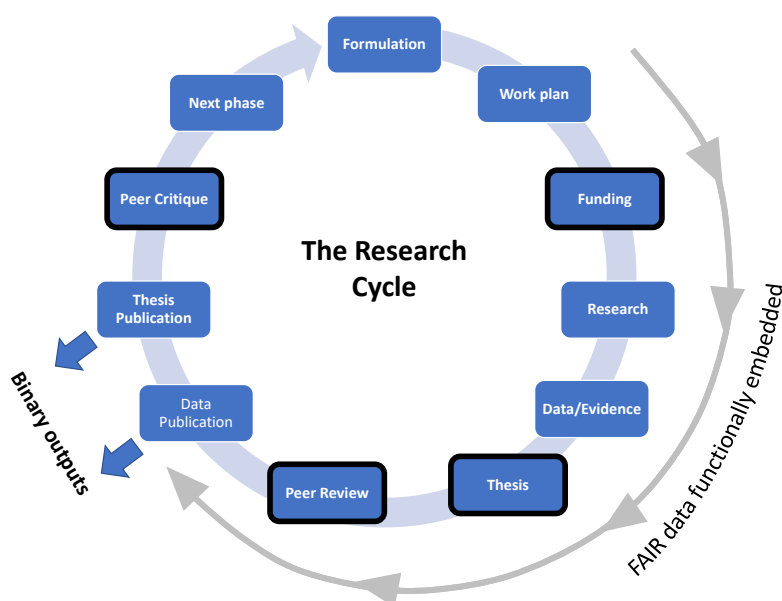 Formulation
Work plan
Next phase
Peer Critique
Funding
The Research
Cycle
Thesis
Publication
Research
Data
Publication
Data/Evidence
Peer Review
Thesis
Binary outputs
FAIR data functionally embedded